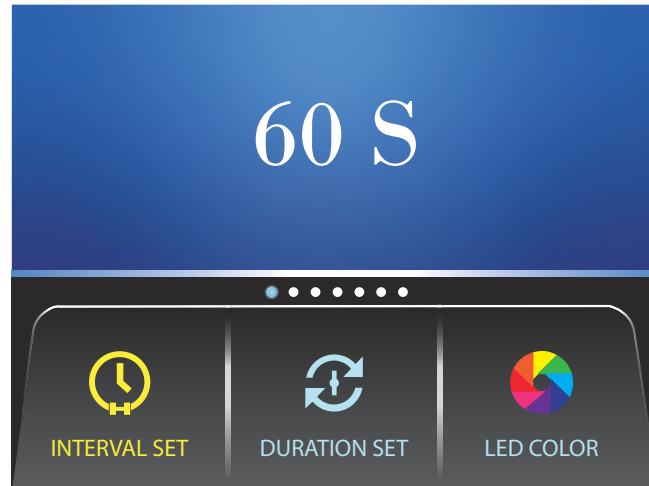 60 S
INTERVAL SET
DURATION SET
LED COLOR